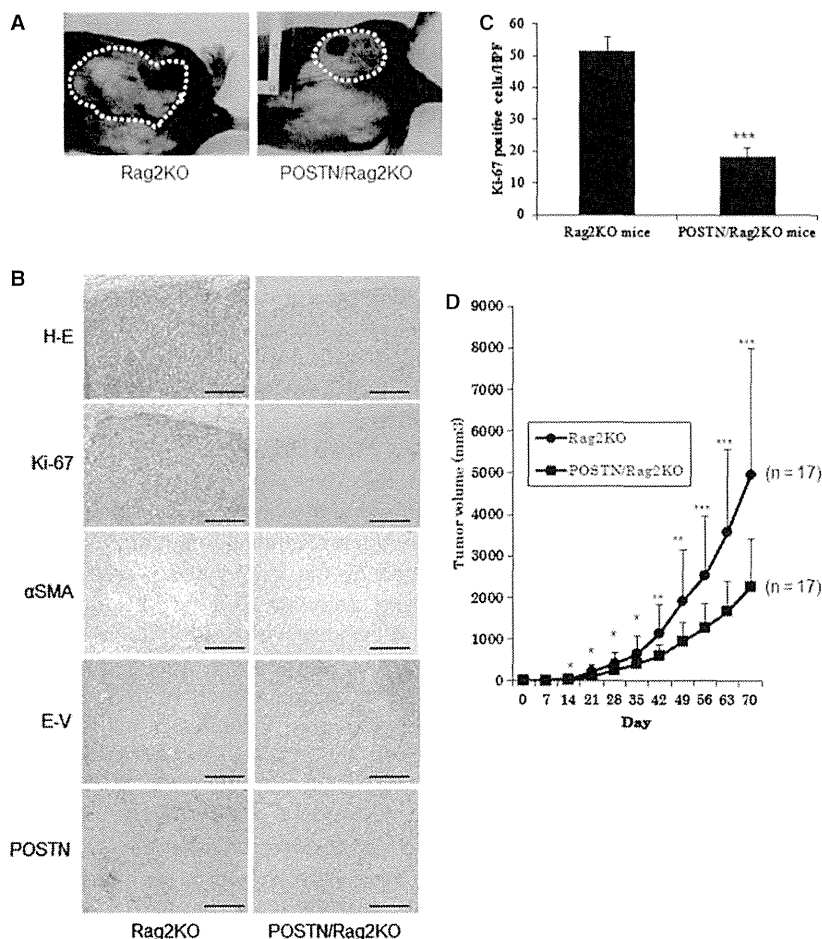 A
Rag2KO
POSTN/Rag2KO
B
H-E
Ki-67
αSMA
E-V
POSTN
Rag2KO
POSTN/Rag2KO
C
Ki-67 positive cells/HPF
60
50
40
30
20
10
0
***
Rag2KO mice
POSTN/Rag2KO mice
D
Tumor volume (mm3)
9000
8000
7000
6000
5000
4000
3000
2000
1000
0
Rag2KO
POSTN/Rag2KO
* * * * ** ** *** *** ***
(n = 17)
(n = 17)
0 7 14 21 28 35 42 49 56 63 70
Day